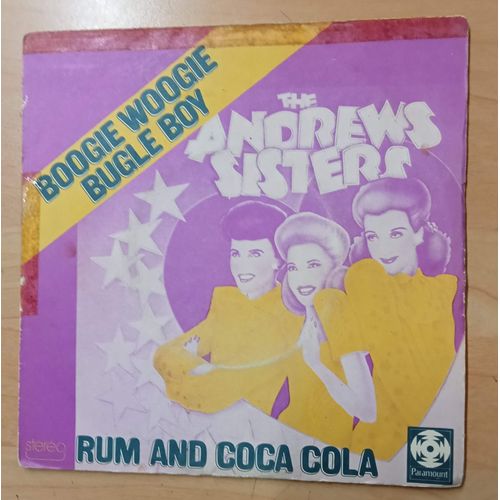 BOOGIE WOOGIE
BUGLE BOY
THE
ANDREWS
SISTERS
stereo
RUM AND COCA COLA
Paramount